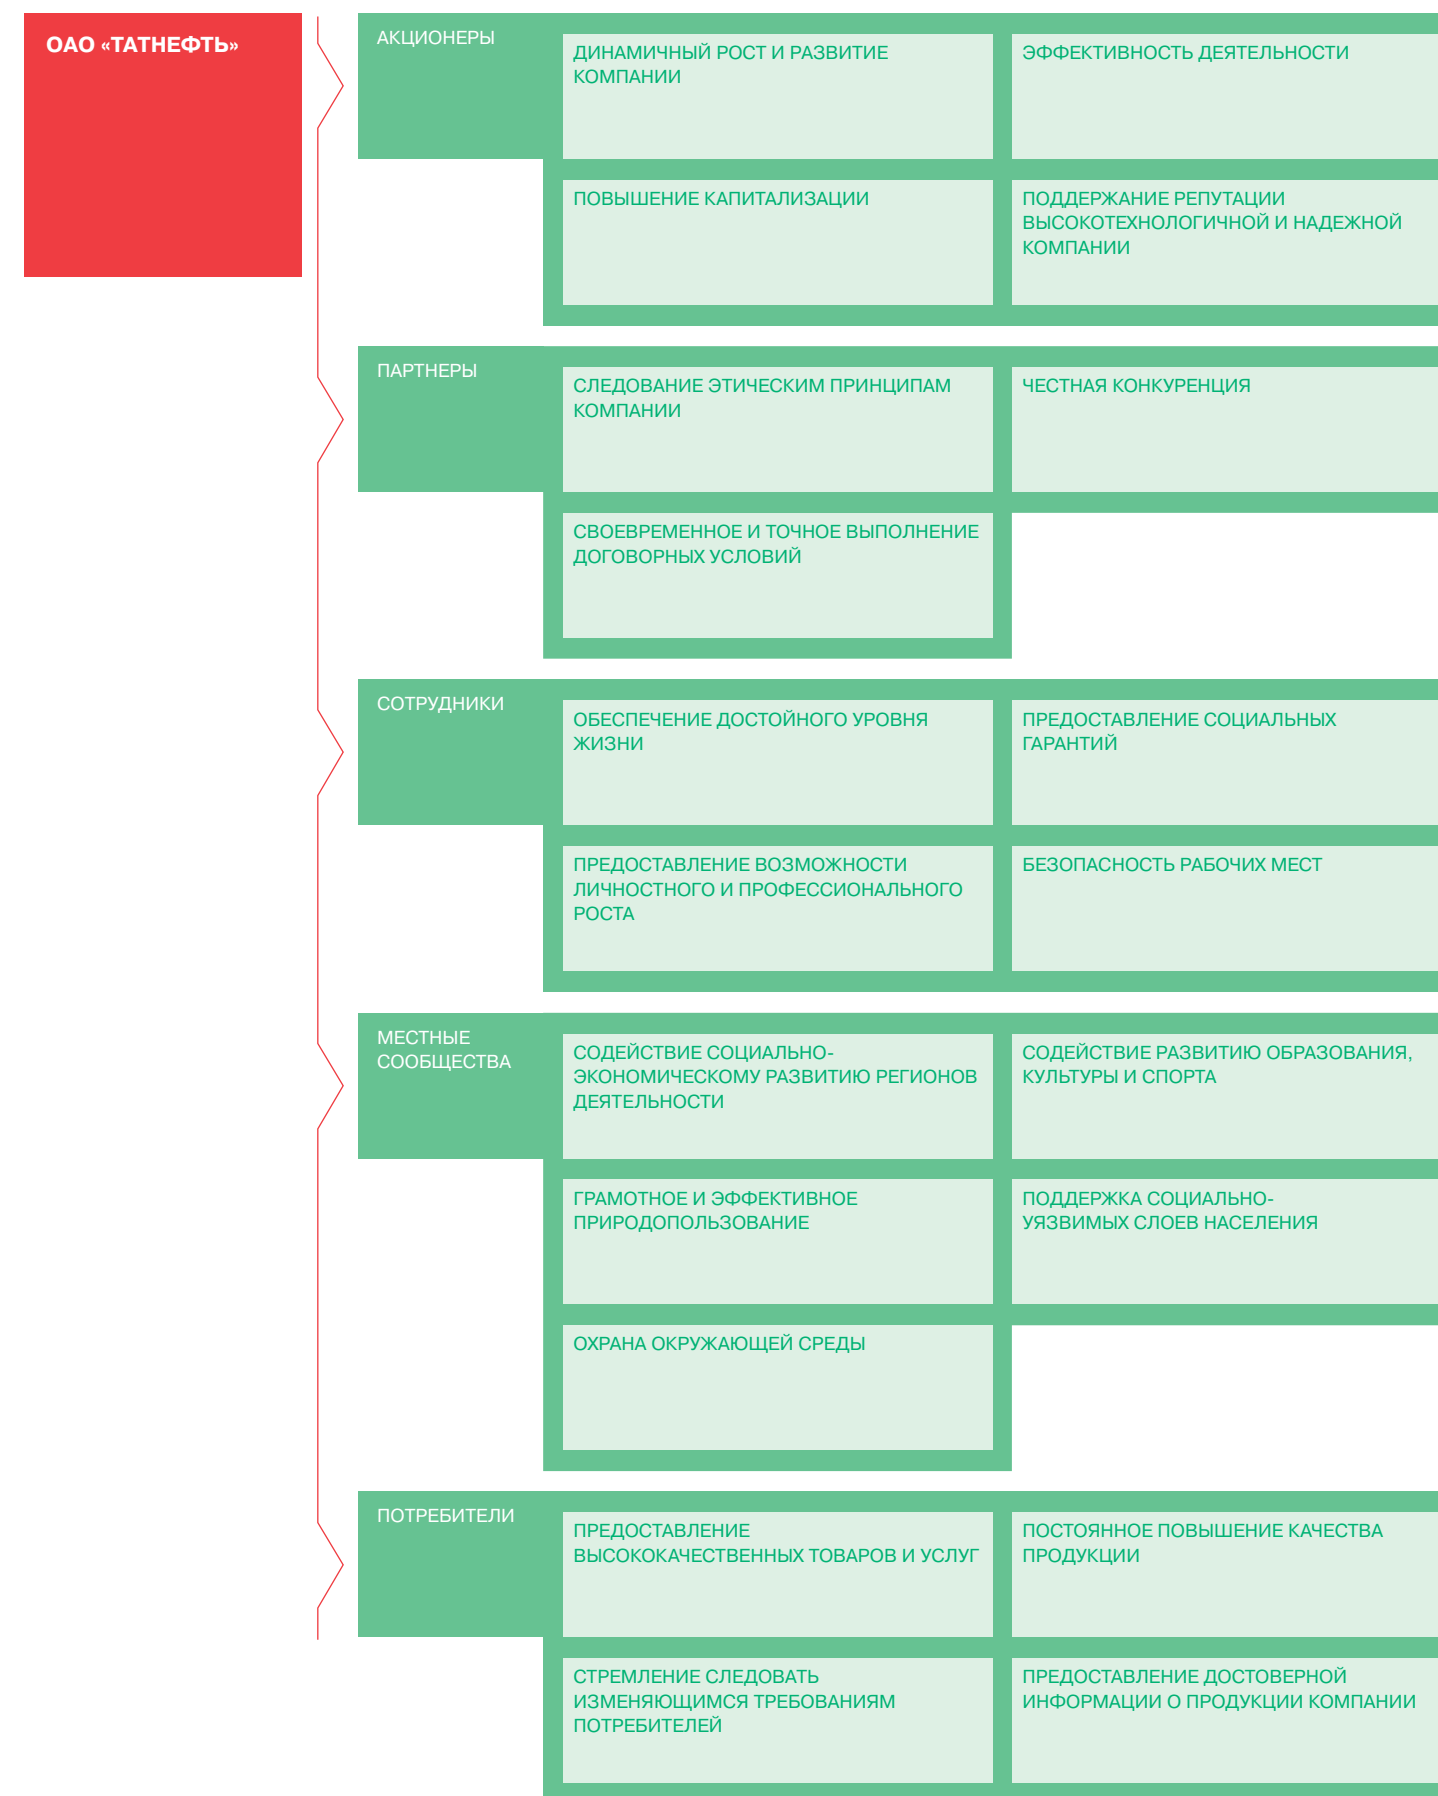 ОАО «ТАТНЕФТЬ»
АКЦИОНЕРЫ
ДИНАМИЧНЫЙ РОСТ И РАЗВИТИЕ
КОМПАНИИ
ЭФФЕКТИВНОСТЬ ДЕЯТЕЛЬНОСТИ
ПОВЫШЕНИЕ КАПИТАЛИЗАЦИИ
ПОДДЕРЖАНИЕ РЕПУТАЦИИ
ВЫСОКОТЕХНОЛОГИЧНОЙ И НАДЕЖНОЙ
КОМПАНИИ
ПАРТНЕРЫ
СЛЕДОВАНИЕ ЭТИЧЕСКИМ ПРИНЦИПАМ
КОМПАНИИ
ЧЕСТНАЯ КОНКУРЕНЦИЯ
СВОЕВРЕМЕННОЕ И ТОЧНОЕ ВЫПОЛНЕНИЕ
ДОГОВОРНЫХ УСЛОВИЙ
СОТРУДНИКИ
ОБЕСПЕЧЕНИЕ ДОСТОЙНОГО УРОВНЯ
ЖИЗНИ
ПРЕДОСТАВЛЕНИЕ СОЦИАЛЬНЫХ
ГАРАНТИЙ
ПРЕДОСТАВЛЕНИЕ ВОЗМОЖНОСТИ
ЛИЧНОСТНОГО И ПРОФЕССИОНАЛЬНОГО
РОСТА
БЕЗОПАСНОСТЬ РАБОЧИХ МЕСТ
МЕСТНЫЕ
СООБЩЕСТВА
СОДЕЙСТВИЕ СОЦИАЛЬНО-
ЭКОНОМИЧЕСКОМУ РАЗВИТИЮ РЕГИОНОВ
ДЕЯТЕЛЬНОСТИ
СОДЕЙСТВИЕ РАЗВИТИЮ ОБРАЗОВАНИЯ,
КУЛЬТУРЫ И СПОРТА
ГРАМОТНОЕ И ЭФФЕКТИВНОЕ
ПРИРОДОПОЛЬЗОВАНИЕ
ПОДДЕРЖКА СОЦИАЛЬНО-
УЯЗВИМЫХ СЛОЕВ НАСЕЛЕНИЯ
ОХРАНА ОКРУЖАЮЩЕЙ СРЕДЫ
ПОТРЕБИТЕЛИ
ПРЕДОСТАВЛЕНИЕ
ВЫСОКОКАЧЕСТВЕННЫХ ТОВАРОВ И УСЛУГ
ПОСТОЯННОЕ ПОВЫШЕНИЕ КАЧЕСТВА
ПРОДУКЦИИ
СТРЕМЛЕНИЕ СЛЕДОВАТЬ
ИЗМЕНЯЮЩИМСЯ ТРЕБОВАНИЯМ
ПОТРЕБИТЕЛЕЙ
ПРЕДОСТАВЛЕНИЕ ДОСТОВЕРНОЙ
ИНФОРМАЦИИ О ПРОДУКЦИИ КОМПАНИИ